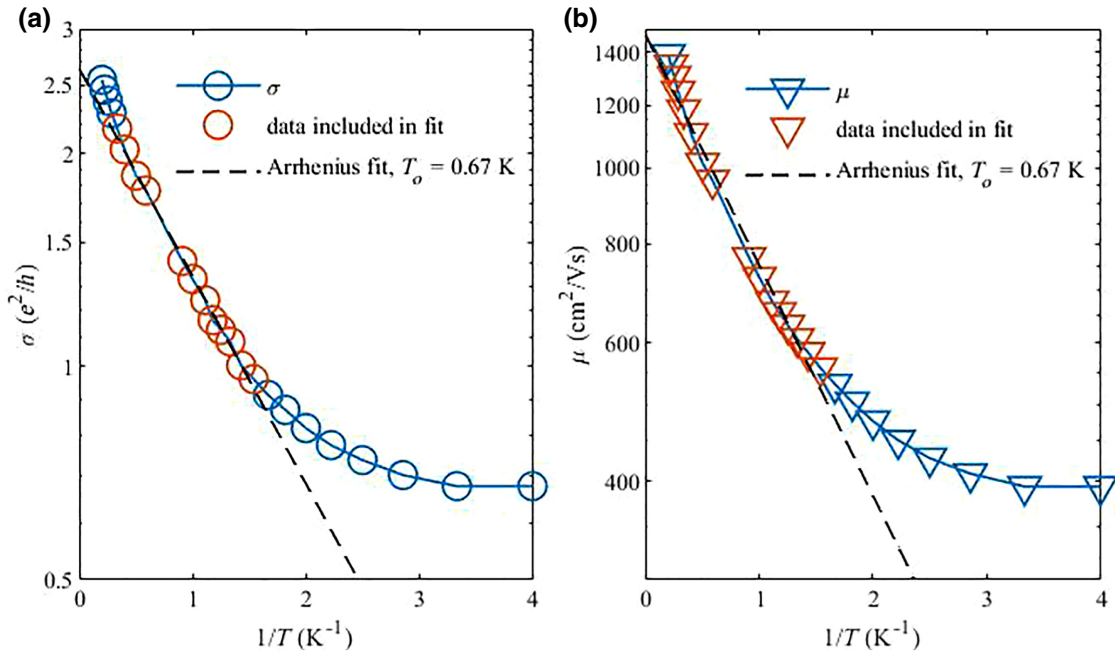 (a)
3
2.5
2
1.5
1
0.5
σ (e²/h)
σ
data included in fit
Arrhenius fit, Tₒ = 0.67 K
0 1 2 3 4
1/T (K⁻¹)
(b)
1400
1200
1000
800
600
400
μ (cm²/Vs)
μ
data included in fit
Arrhenius fit, Tₒ = 0.67 K
0 1 2 3 4
1/T (K⁻¹)